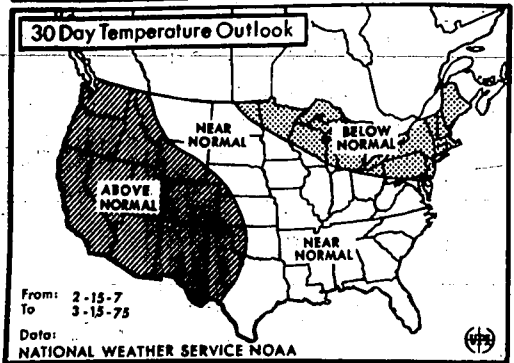 30 Day Temperature Outlook
NEAR
NORMAL
BELOW
NORMAL
ABOVE
NORMAL
NEAR
NORMAL
From: 2-15-7
To 3-15-75
Data:
NATIONAL WEATHER SERVICE NOAA
UPI